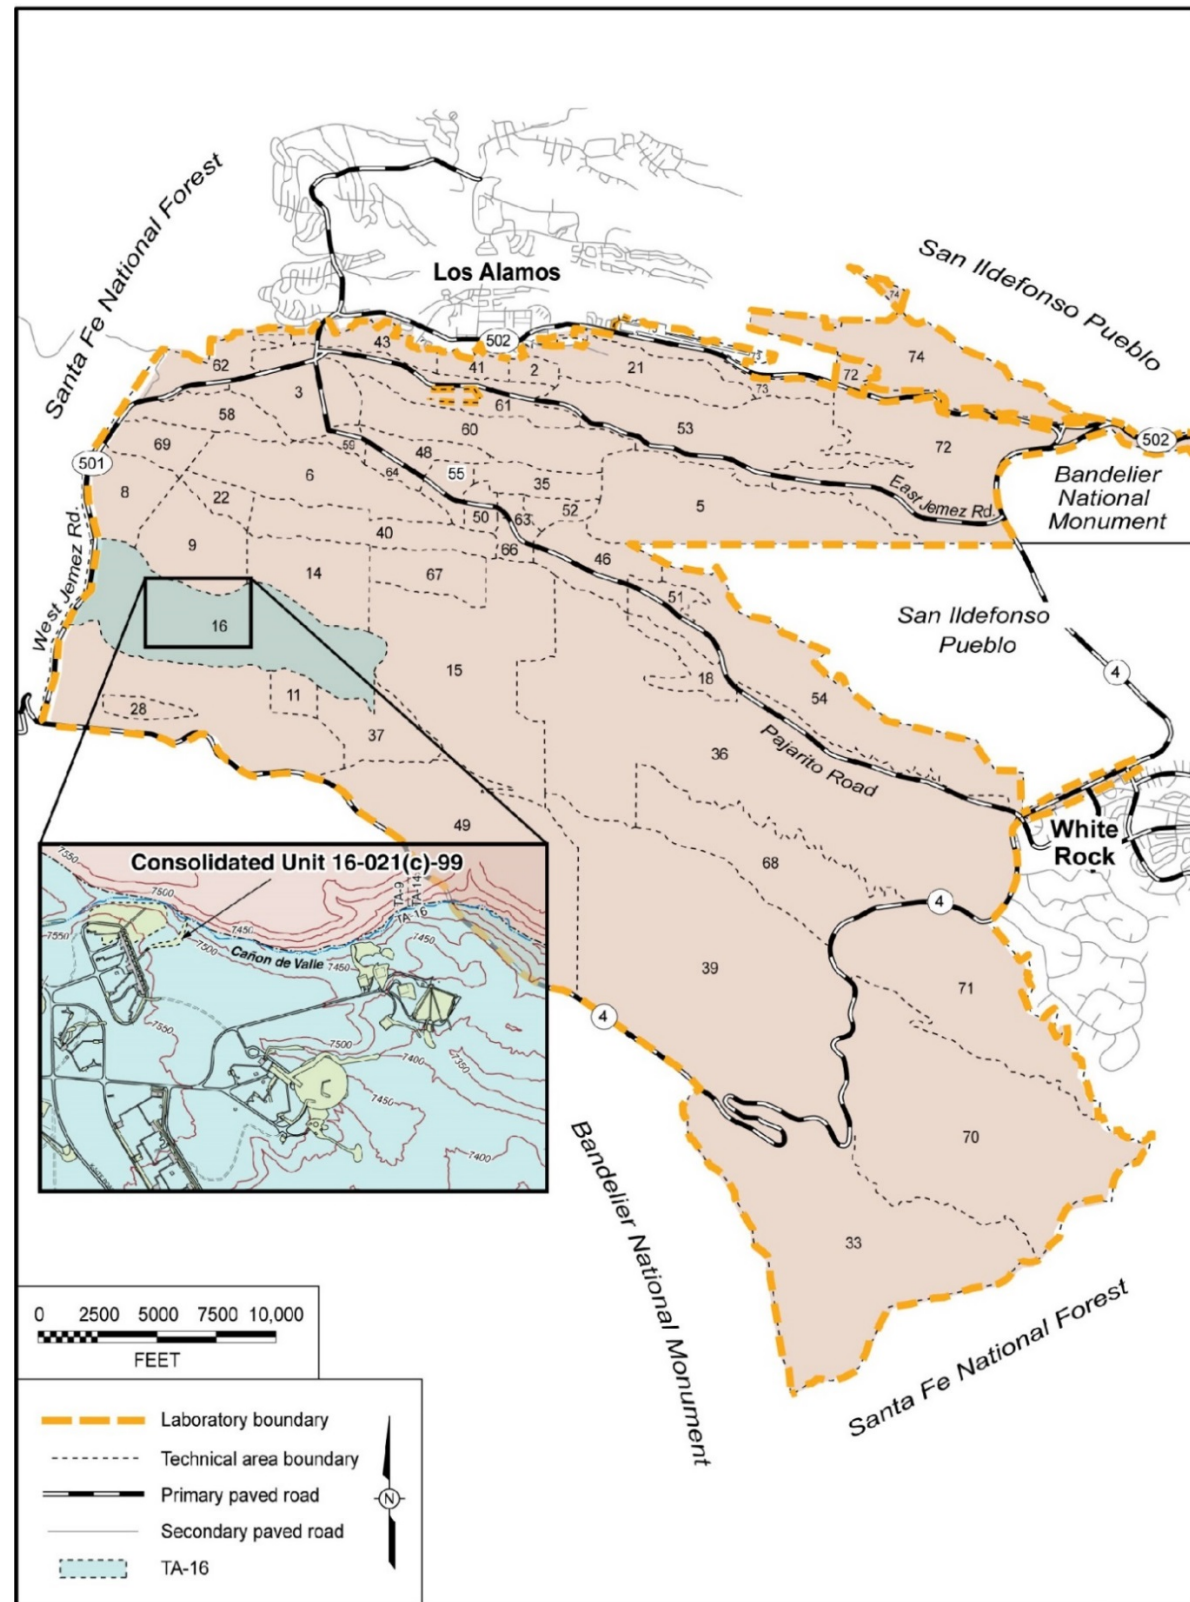 Santa Fe National Forest
Los Alamos
San Ildefonso Pueblo
74
74
43
502
62
41
2
21
72
73
73
3
61
58
60
53
72
502
69
59
48
501
6
64
55
35
East Jemez Rd.
Bandelier
National
Monument
8
22
5
50
63
52
40
9
66
46
14
67
51
West Jemez Rd.
16
San Ildefonso
Pueblo
15
18
4
11
54
28
37
36
Pajarito Road
49
White
Rock
68
4
39
71
4
70
33
Consolidated Unit 16-021(c)-99
7550
7500
7450
7550
7500
Cañon de Valle
7450
TA-9
TA-14
TA-16
7450
7550
7500
7400
7350
7450
7400
Bandelier National Monument
Santa Fe National Forest
0 2500 5000 7500 10,000
FEET
Laboratory boundary
Technical area boundary
Primary paved road
N
Secondary paved road
TA-16